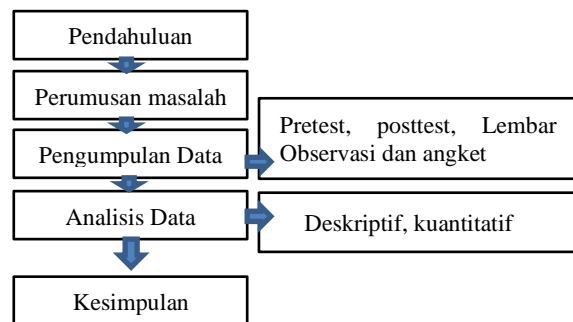 Pendahuluan
Perumusan masalah
Pengumpulan Data
Pretest, posttest, Lembar
Observasi dan angket
Analisis Data
Deskriptif, kuantitatif
Kesimpulan